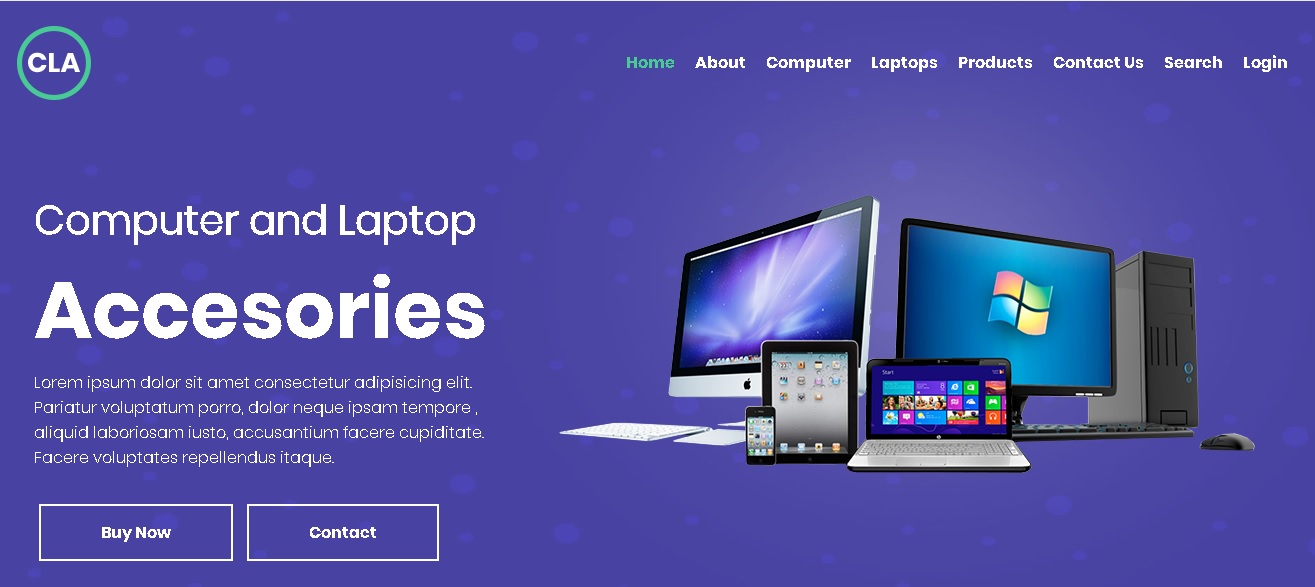 CLA
Home About Computer Laptops Products Contact Us Search Login
Computer and Laptop
Accesories
Lorem ipsum dolor sit amet consectetur adipisicing elit.
Pariatur voluptatum porro, dolor neque ipsam tempore ,
aliquid laboriosam iusto, accusantium facere cupiditate.
Facere voluptates repellendus itaque.
Buy Now Contact
Start